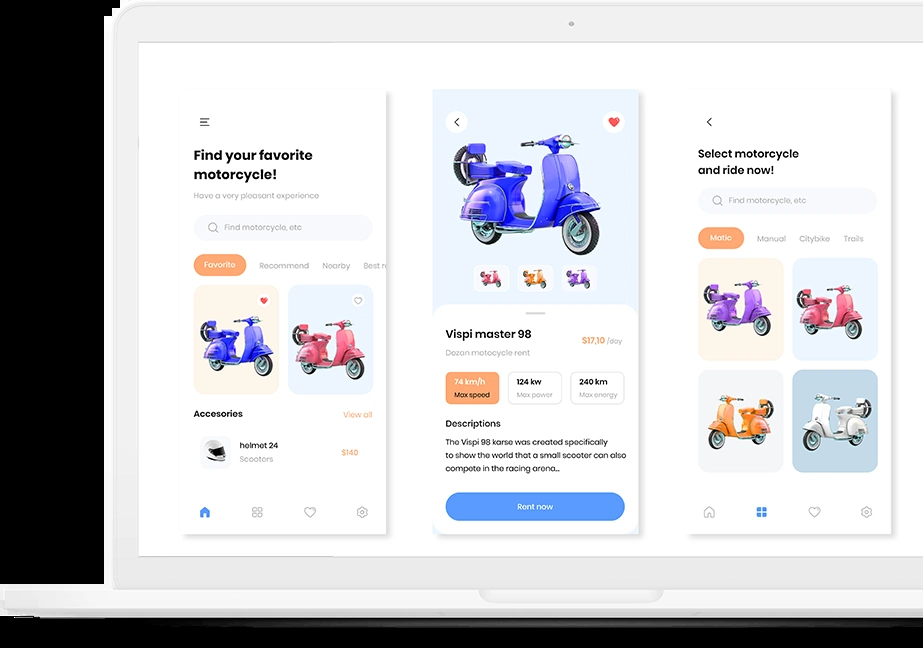 Find your favorite
motorcycle!
Have a very pleasant experience
Find motorcycle, etc
Favorite Recommend Nearby Best r
Accesories View all
helmet 24
Scooters
$140
Vispi master 98
$17,10 /day
Dozan motocycle rent
74 km/h
Max speed
124 kw
Max power
240 km
Max energy
Descriptions
The Vispi 98 karse was created specifically
to show the world that a small scooter can also
compete in the racing arena...
Rent now
Select motorcycle
and ride now!
Find motorcycle, etc
Matic Manual Citybike Trails